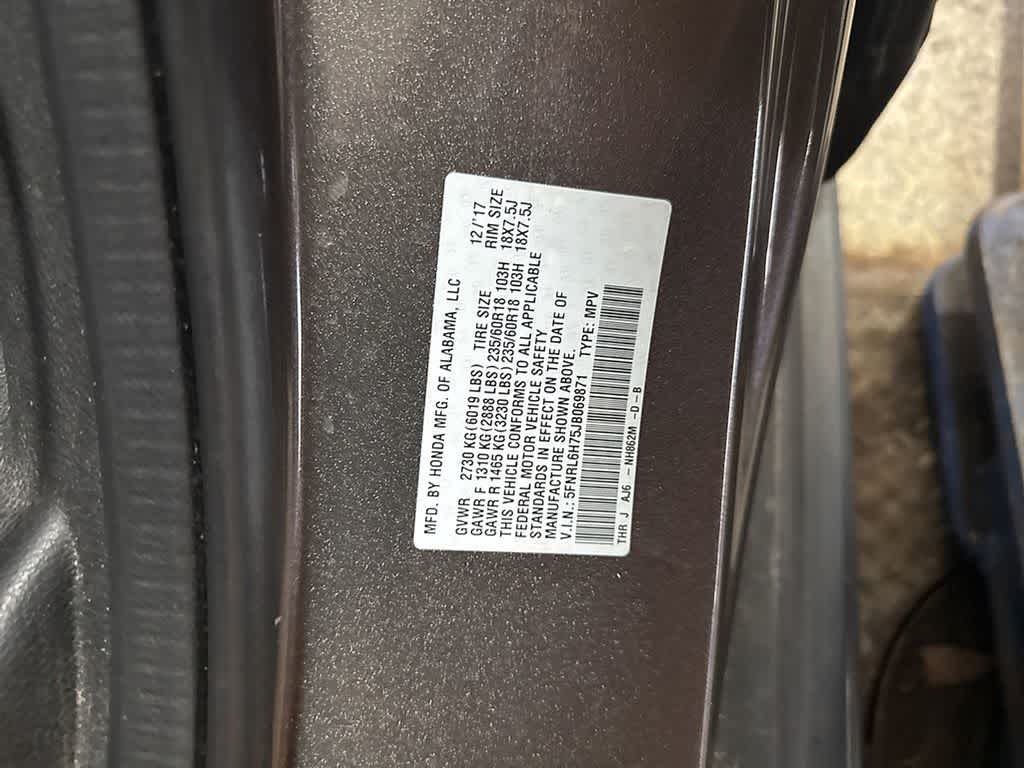 MFD. BY HONDA MFG. OF ALABAMA, LLC 12/'17
GVWR 2730 KG(6019 LBS) TIRE SIZE RIM SIZE
GAWR F 1310 KG(2888 LBS)235/60R18 103H 18X7.5J
GAWR R 1465 KG(3230 LBS)235/60R18 103H 18X7.5J
THIS VEHICLE CONFORMS TO ALL APPLICABLE
FEDERAL MOTOR VEHICLE SAFETY
STANDARDS IN EFFECT ON THE DATE OF
MANUFACTURE SHOWN ABOVE.
V.I.N.:5FNRL6H75JB069871 TYPE: MPV
THR J AJ6 -NH862M -D-B